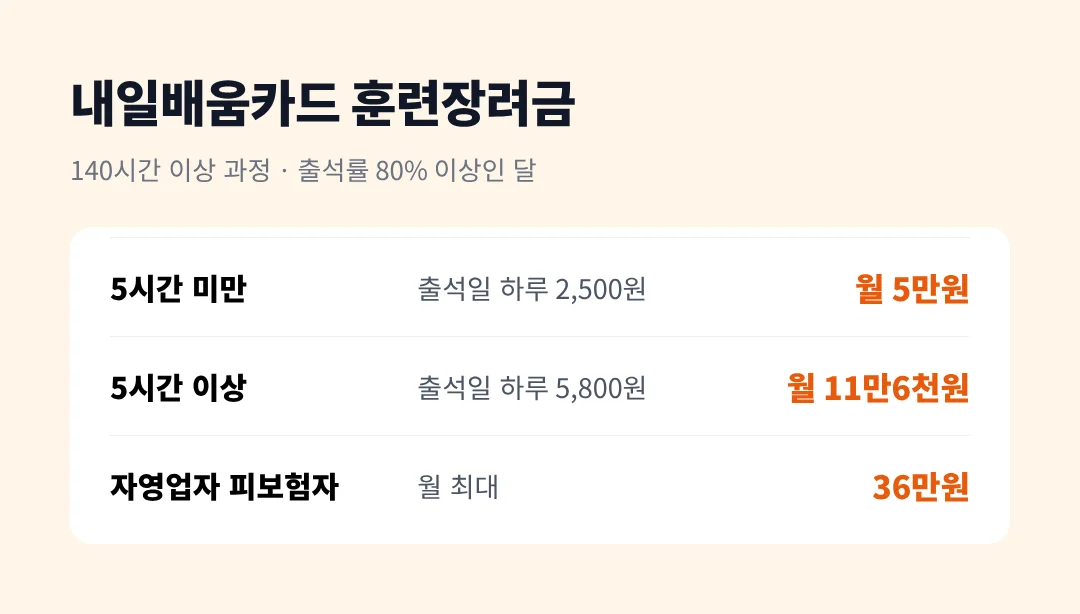 내일배움카드 훈련장려금
140시간 이상 과정 · 출석률 80% 이상인 달
5시간 미만 출석일 하루 2,500원 월 5만원
5시간 이상 출석일 하루 5,800원 월 11만6천원
자영업자 피보험자 월 최대 36만원